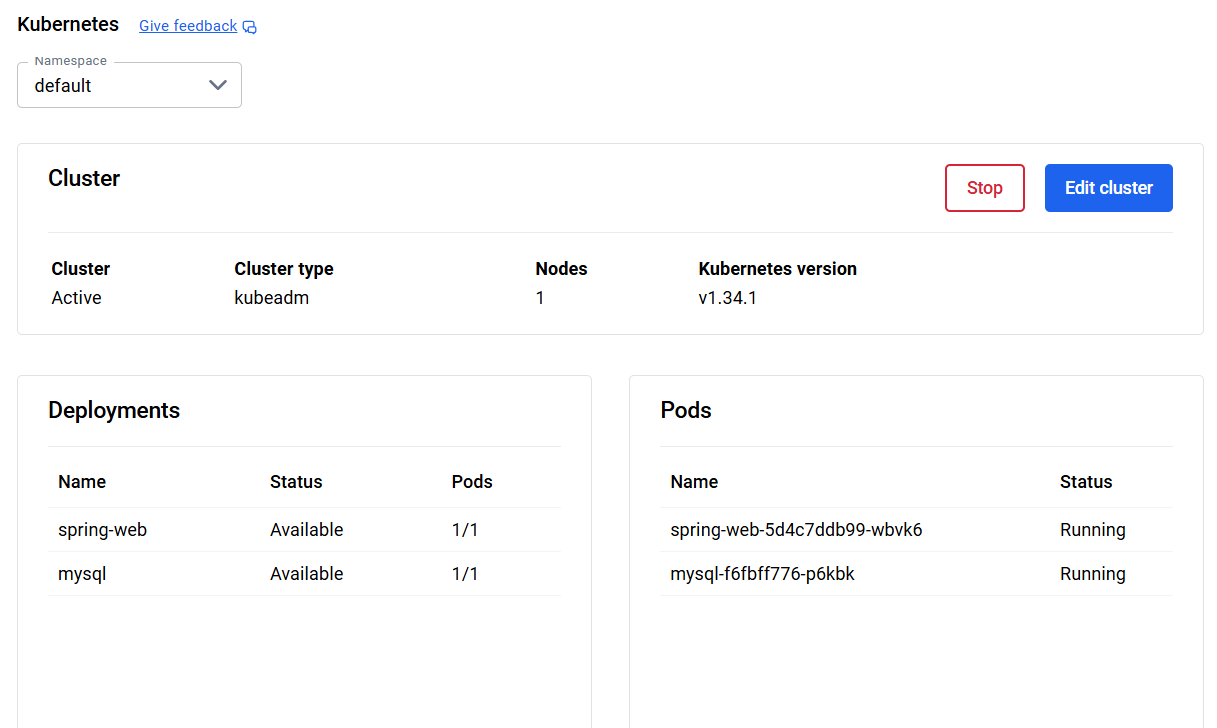 Kubernetes Give feedback
Namespace
default
Cluster
Stop
Edit cluster
Cluster Cluster type Nodes Kubernetes version
Active kubeadm 1 v1.34.1
Deployments
Name Status Pods
spring-web Available 1/1
mysql Available 1/1
Pods
Name Status
spring-web-5d4c7ddb99-wbvk6 Running
mysql-f6fbff776-p6kbk Running